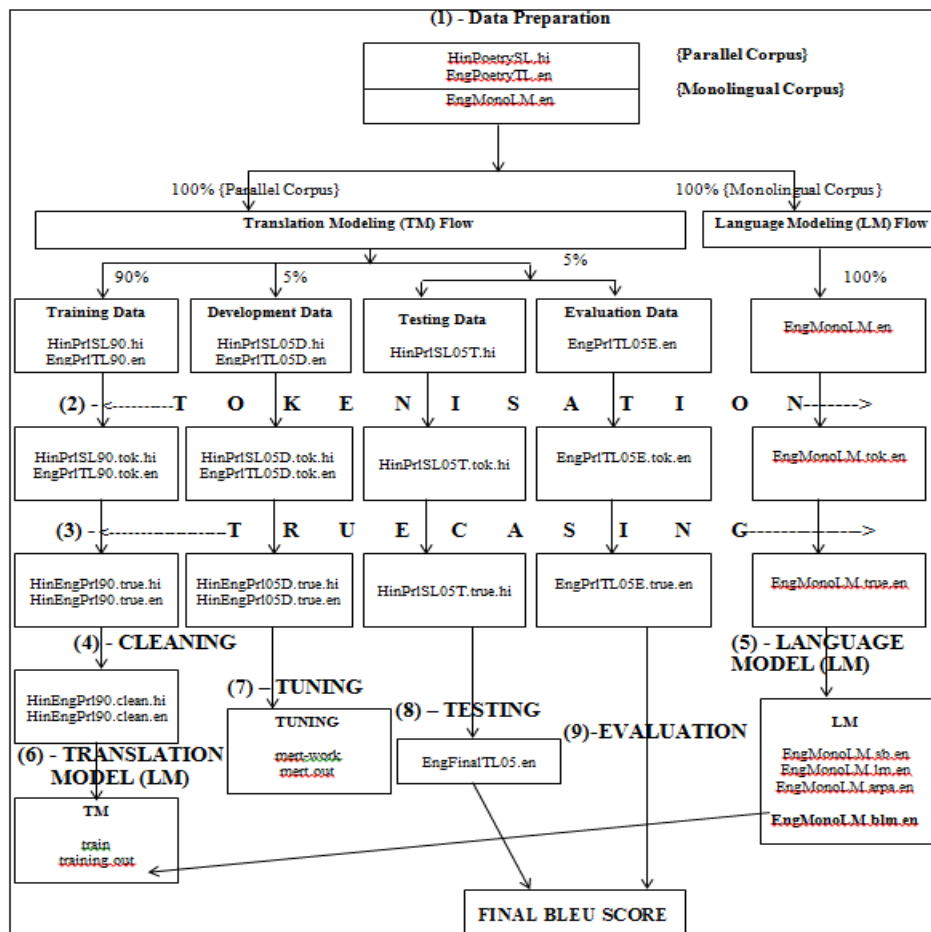 (1) - Data Preparation
HinPoetrySL.hi
EngPoetryTL.en
{Parallel Corpus}
EngMonoLM.en
{Monolingual Corpus}
100% {Parallel Corpus}
100% {Monolingual Corpus}
Translation Modeling (TM) Flow
Language Modeling (LM) Flow
90%
5%
5%
100%
Training Data
HinPrlSL90.hi
EngPrlTL90.en
Development Data
HinPrlSL05D.hi
EngPrlTL05D.en
Testing Data
HinPrlSL05T.hi
Evaluation Data
EngPrlTL05E.en
EngMonoLM.en
(2) -<----------T O K E N I S A T I O N------->
HinPrlSL90.tok.hi
EngPrlTL90.tok.en
HinPrlSL05D.tok.hi
EngPrlTL05D.tok.en
HinPrlSL05T.tok.hi
EngPrlTL05E.tok.en
EngMonoLM.tok.en
(3) -<----------------T R U E C A S I N G-------------->
HinEngPrl90.true.hi
HinEngPrl90.true.en
HinEngPrl05D.true.hi
HinEngPrl05D.true.en
HinPrlSL05T.true.hi
EngPrlTL05E.true.en
EngMonoLM.true.en
(4) - CLEANING
(5) - LANGUAGE
MODEL (LM)
HinEngPrl90.clean.hi
HinEngPrl90.clean.en
(7) – TUNING
TUNING
mert-work
mert.out
(8) – TESTING
EngFinalTL05.en
(9)-EVALUATION
LM
EngMonoLM.sb.en
EngMonoLM.lm.en
EngMonoLM.arpa.en
EngMonoLM.blm.en
(6) - TRANSLATION
MODEL (LM)
TM
train
training.out
FINAL BLEU SCORE